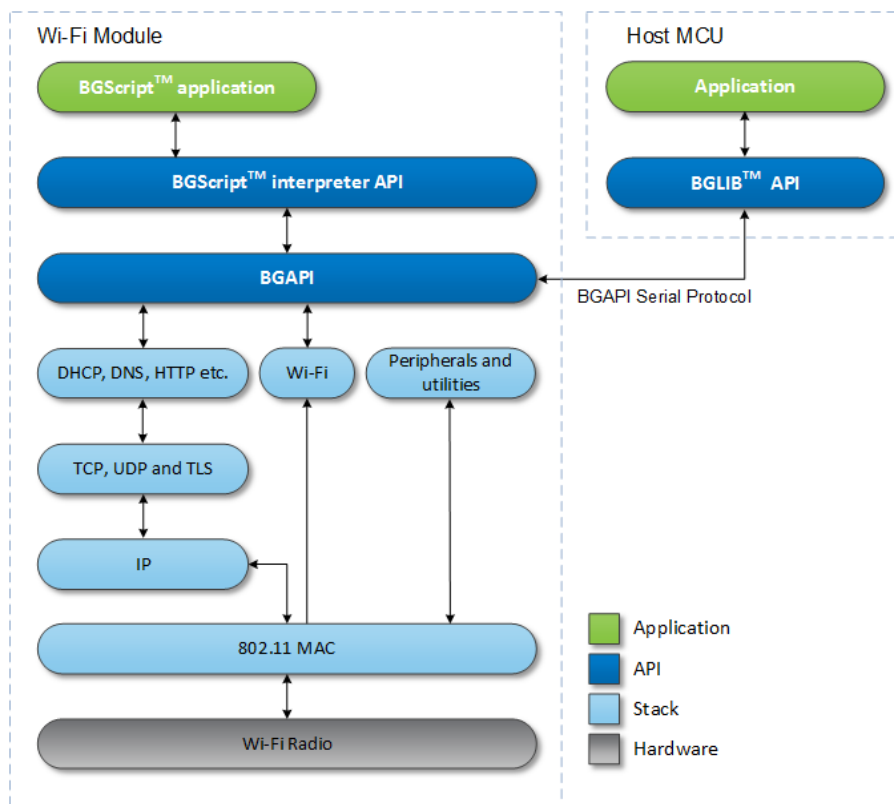 Wi-Fi Module
Host MCU
BGScript™ application
Application
BGScript™ interpreter API
BGLIB™ API
BGAPI
BGAPI Serial Protocol
DHCP, DNS, HTTP etc.
Wi-Fi
Peripherals and
utilities
TCP, UDP and TLS
IP
802.11 MAC
Wi-Fi Radio
Application
API
Stack
Hardware